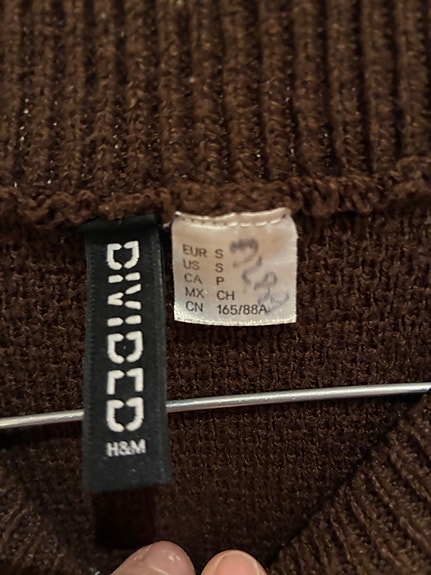 DIVIDED
H&M
EUR S
US S
CA P
MX CH
CN 165/88A